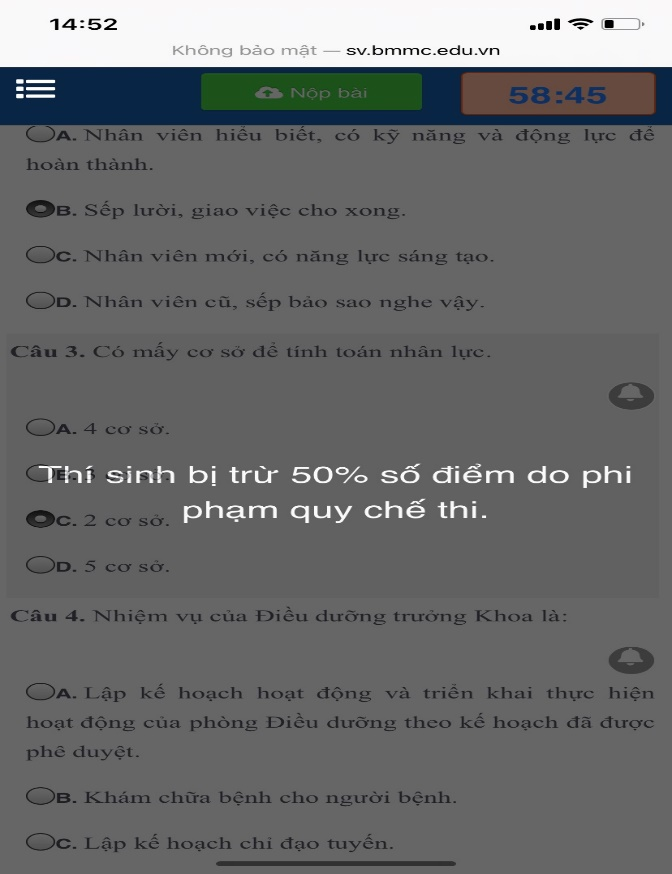 14:52
Không bảo mật — sv.bmmc.edu.vn
Nộp bài
58:45
A. Nhân viên hiểu biết, có kỹ năng và động lực để
hoàn thành.
B. Sếp lười, giao việc cho xong.
C. Nhân viên mới, có năng lực sáng tạo.
D. Nhân viên cũ, sếp bảo sao nghe vậy.
Câu 3. Có mấy cơ sở để tính toán nhân lực.
A. 4 cơ sở.
B. 3 cơ sở.
Thí sinh bị trừ 50% số điểm do phi
phạm quy chế thi.
C. 2 cơ sở.
D. 5 cơ sở.
Câu 4. Nhiệm vụ của Điều dưỡng trưởng Khoa là:
A. Lập kế hoạch hoạt động và triển khai thực hiện
hoạt động của phòng Điều dưỡng theo kế hoạch đã được
phê duyệt.
B. Khám chữa bệnh cho người bệnh.
C. Lập kế hoạch chỉ đạo tuyến.